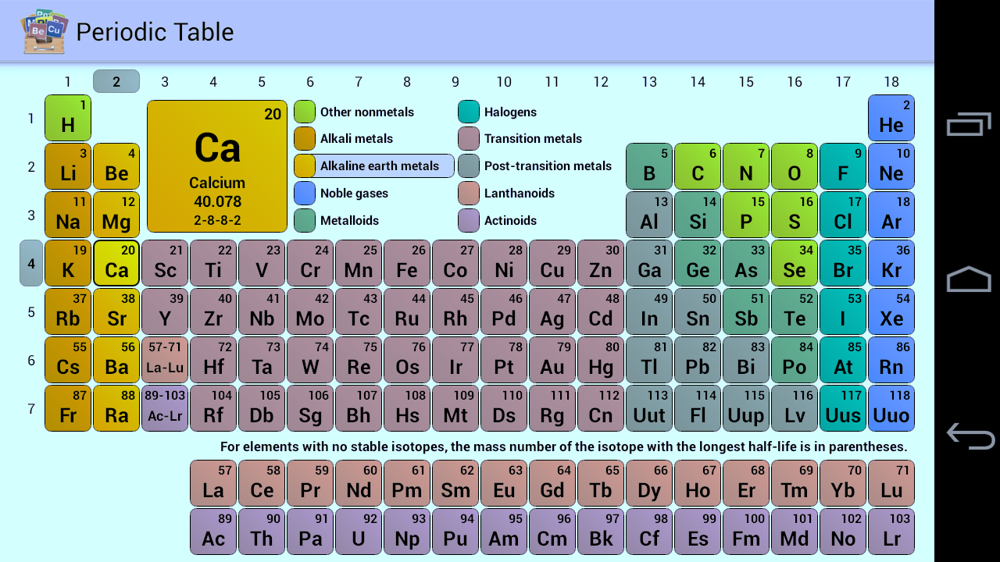 Be Cu Periodic Table
1 2 3 4 5 6 7 8 9 10 11 12 13 14 15 16 17 18
20
Ca
Calcium
40.078
2-8-8-2
Other nonmetals
Alkali metals
Alkaline earth metals
Noble gases
Metalloids
Halogens
Transition metals
Post-transition metals
Lanthanoids
Actinoids
1 1 2
H He
2 3 4 5 6 7 8 9 10
Li Be B C N O F Ne
3 11 12 13 14 15 16 17 18
Na Mg Al Si P S Cl Ar
4 19 20 21 22 23 24 25 26 27 28 29 30 31 32 33 34 35 36
K Ca Sc Ti V Cr Mn Fe Co Ni Cu Zn Ga Ge As Se Br Kr
5 37 38 39 40 41 42 43 44 45 46 47 48 49 50 51 52 53 54
Rb Sr Y Zr Nb Mo Tc Ru Rh Pd Ag Cd In Sn Sb Te I Xe
6 55 56 57-71 72 73 74 75 76 77 78 79 80 81 82 83 84 85 86
Cs Ba La-Lu Hf Ta W Re Os Ir Pt Au Hg Tl Pb Bi Po At Rn
7 87 88 89-103 104 105 106 107 108 109 110 111 112 113 114 115 116 117 118
Fr Ra Ac-Lr Rf Db Sg Bh Hs Mt Ds Rg Cn Uut Fl Uup Lv Uus Uuo
For elements with no stable isotopes, the mass number of the isotope with the longest half-life is in parentheses.
57 58 59 60 61 62 63 64 65 66 67 68 69 70 71
La Ce Pr Nd Pm Sm Eu Gd Tb Dy Ho Er Tm Yb Lu
89 90 91 92 93 94 95 96 97 98 99 100 101 102 103
Ac Th Pa U Np Pu Am Cm Bk Cf Es Fm Md No Lr